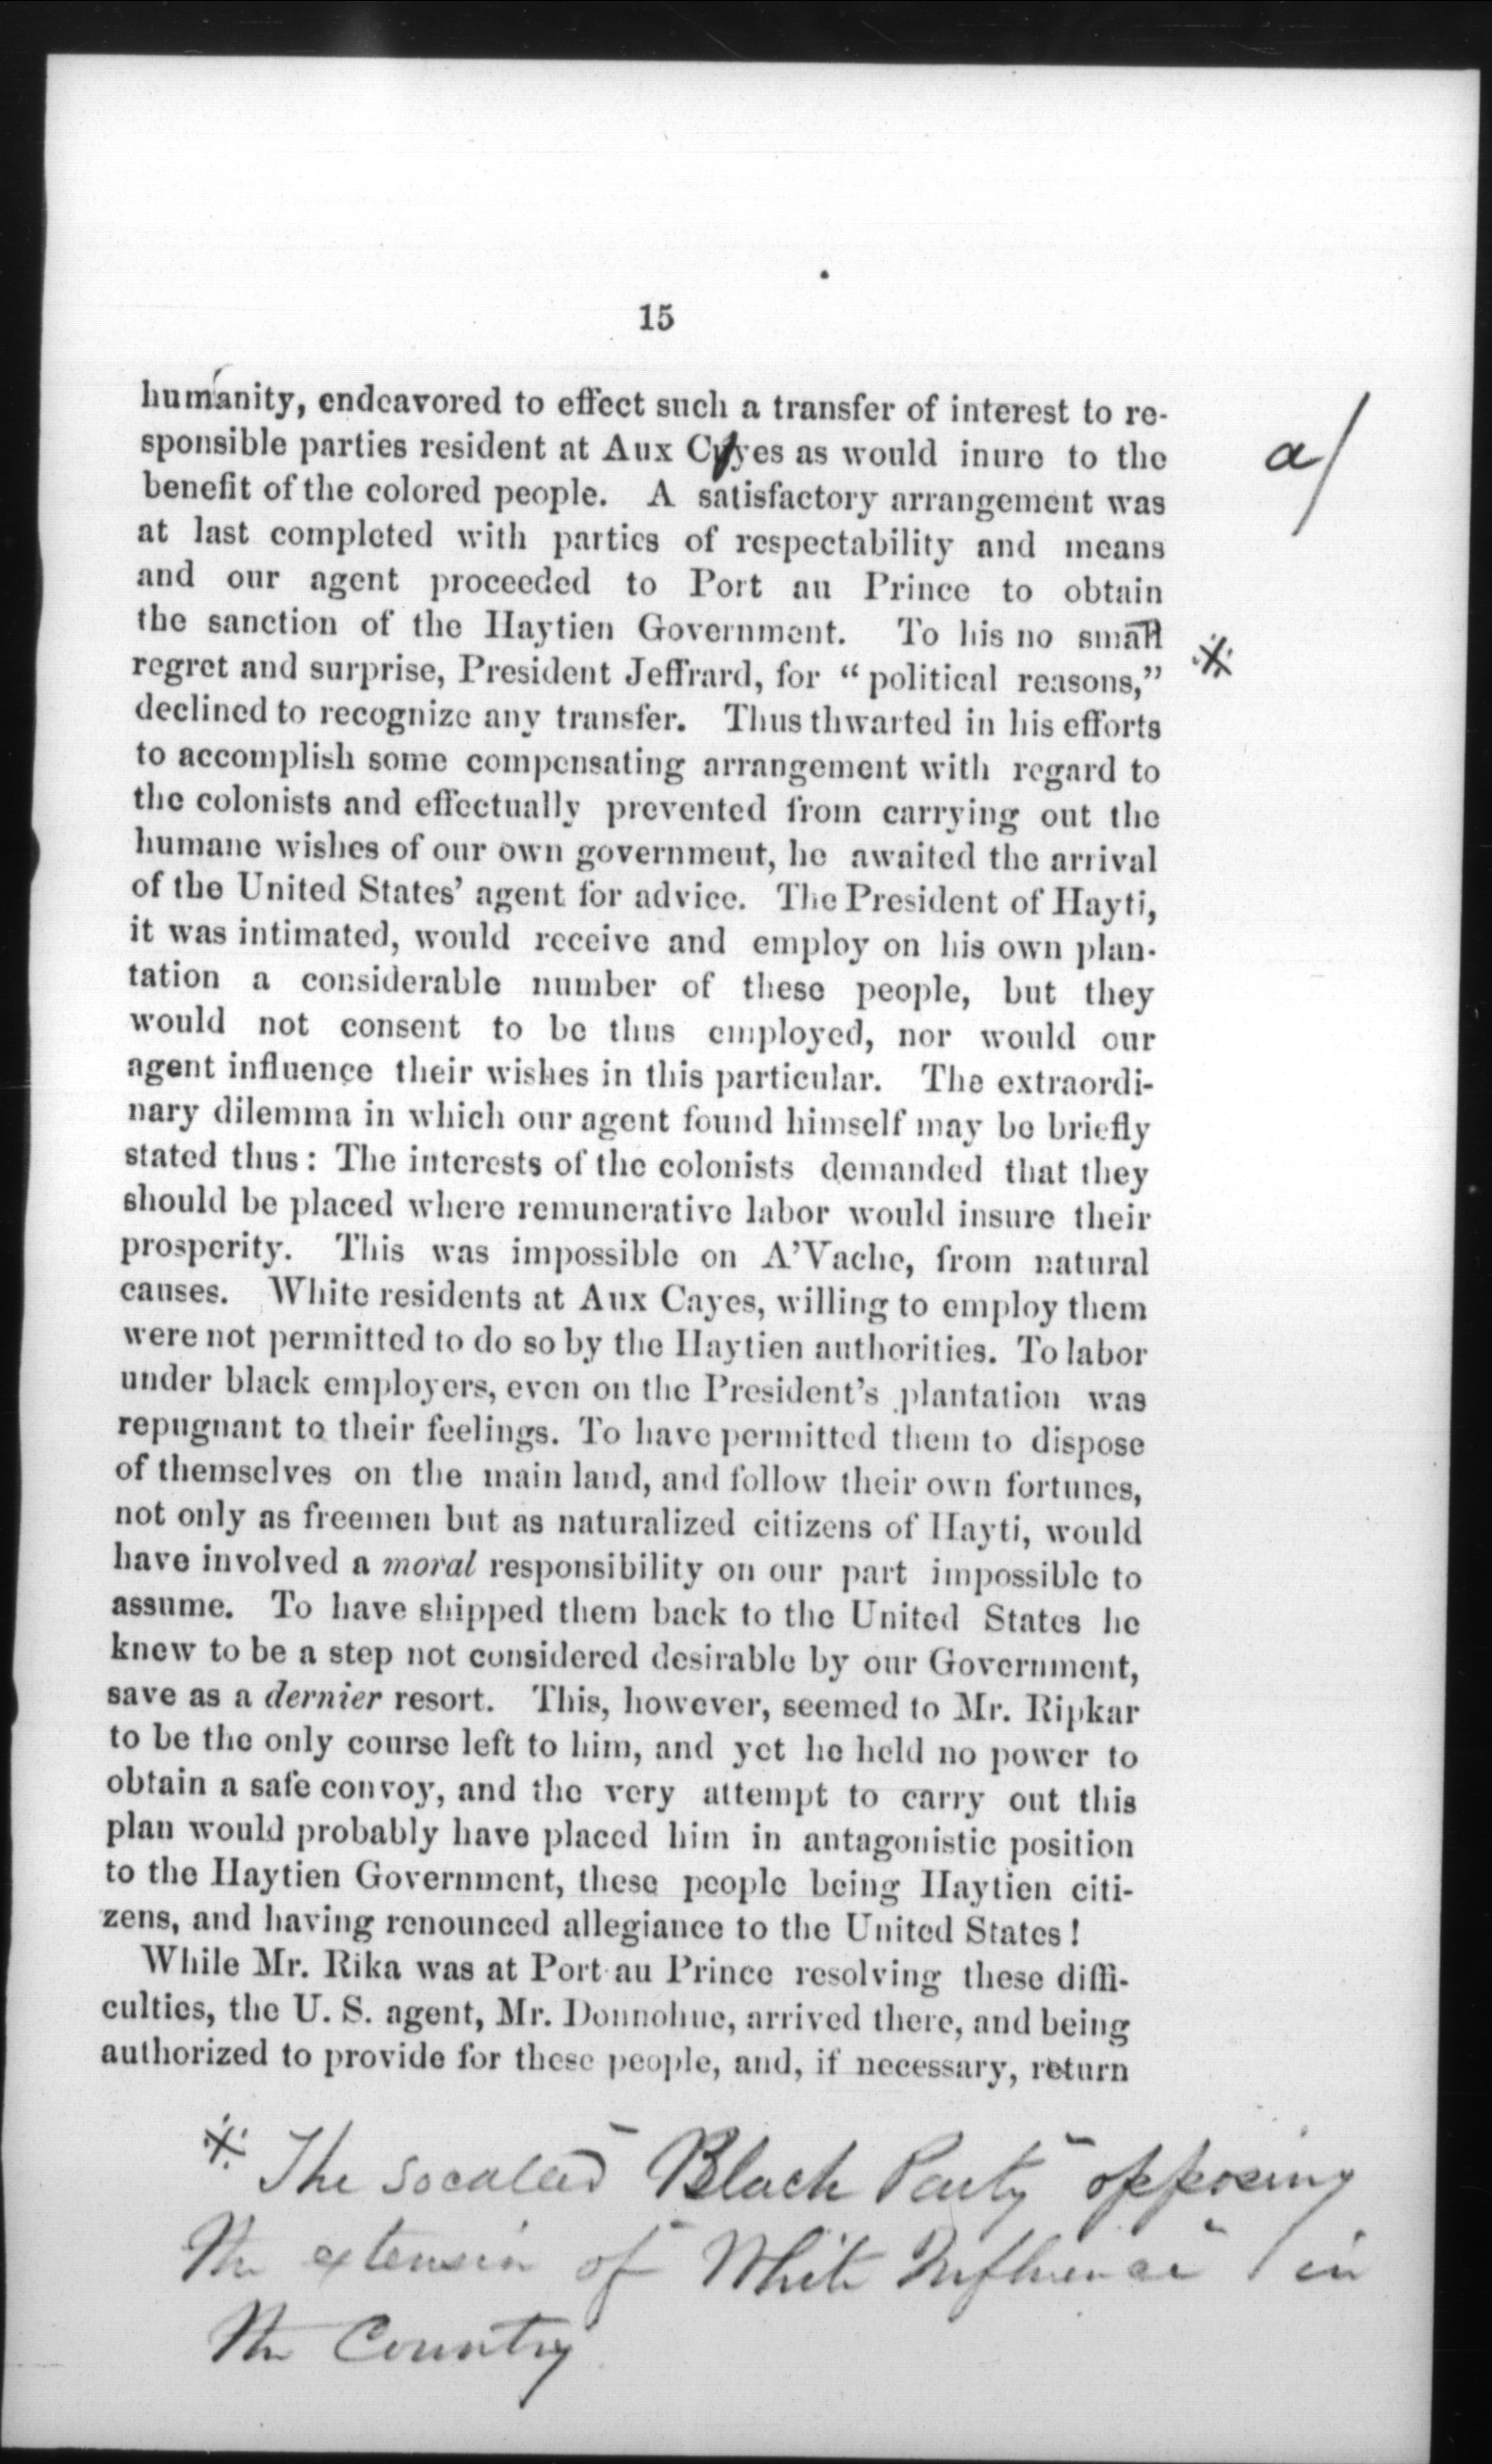 15
humanity, endeavored to effect such a transfer of interest to re-
sponsible parties resident at Aux Cayes as would inure to the
a/
benefit of the colored people. A satisfactory arrangement was
at last completed with parties of respectability and means
and our agent proceeded to Port au Prince to obtain
the sanction of the Haytien Government. To his no small
regret and surprise, President Jeffrard, for “political reasons,” ※
declined to recognize any transfer. Thus thwarted in his efforts
to accomplish some compensating arrangement with regard to
the colonists and effectually prevented from carrying out the
humane wishes of our own government, he awaited the arrival
of the United States’ agent for advice. The President of Hayti,
it was intimated, would receive and employ on his own plan-
tation a considerable number of these people, but they
would not consent to be thus employed, nor would our
agent influence their wishes in this particular. The extraordi-
nary dilemma in which our agent found himself may be briefly
stated thus: The interests of the colonists demanded that they
should be placed where remunerative labor would insure their
prosperity. This was impossible on A’Vache, from natural
causes. White residents at Aux Cayes, willing to employ them
were not permitted to do so by the Haytien authorities. To labor
under black employers, even on the President’s plantation was
repugnant to their feelings. To have permitted them to dispose
of themselves on the main land, and follow their own fortunes,
not only as freemen but as naturalized citizens of Hayti, would
have involved a moral responsibility on our part impossible to
assume. To have shipped them back to the United States he
knew to be a step not considered desirable by our Government,
save as a dernier resort. This, however, seemed to Mr. Ripkar
to be the only course left to him, and yet he held no power to
obtain a safe convoy, and the very attempt to carry out this
plan would probably have placed him in antagonistic position
to the Haytien Government, these people being Haytien citi-
zens, and having renounced allegiance to the United States!
While Mr. Rika was at Port au Prince resolving these diffi-
culties, the U. S. agent, Mr. Donnohue, arrived there, and being
authorized to provide for these people, and, if necessary, return
※ The socalled "Black Party" opposing
the extension of "White Influence" in
the Country